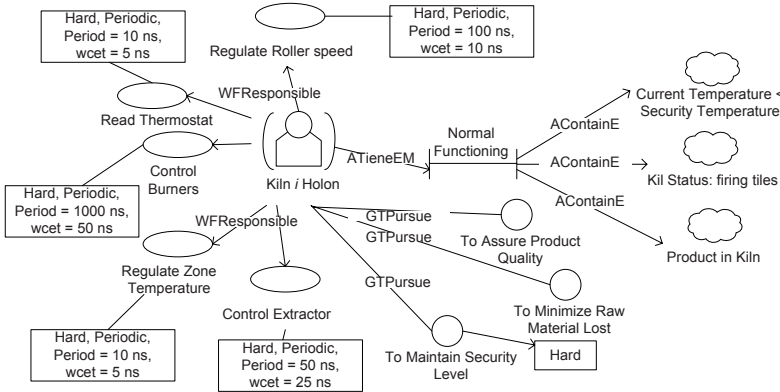 Hard, Periodic,
Period = 10 ns,
wcet = 5 ns
Hard, Periodic,
Period = 100 ns,
wcet = 10 ns
Regulate Roller speed
WFResponsible
Read Thermostat
Control
Burners
Kiln i Holon
Hard, Periodic,
Period = 1000 ns,
wcet = 50 ns
WFResponsible
Regulate Zone
Temperature
Hard, Periodic,
Period = 10 ns,
wcet = 5 ns
Control Extractor
Hard, Periodic,
Period = 50 ns,
wcet = 25 ns
ATieneEM
Normal
Functioning
AContainE
AContainE
AContainE
Current Temperature <
Security Temperature
Kil Status: firing tiles
Product in Kiln
GTPursue
GTPursue
GTPursue
To Assure Product
Quality
To Minimize Raw
Material Lost
To Maintain Security
Level
Hard